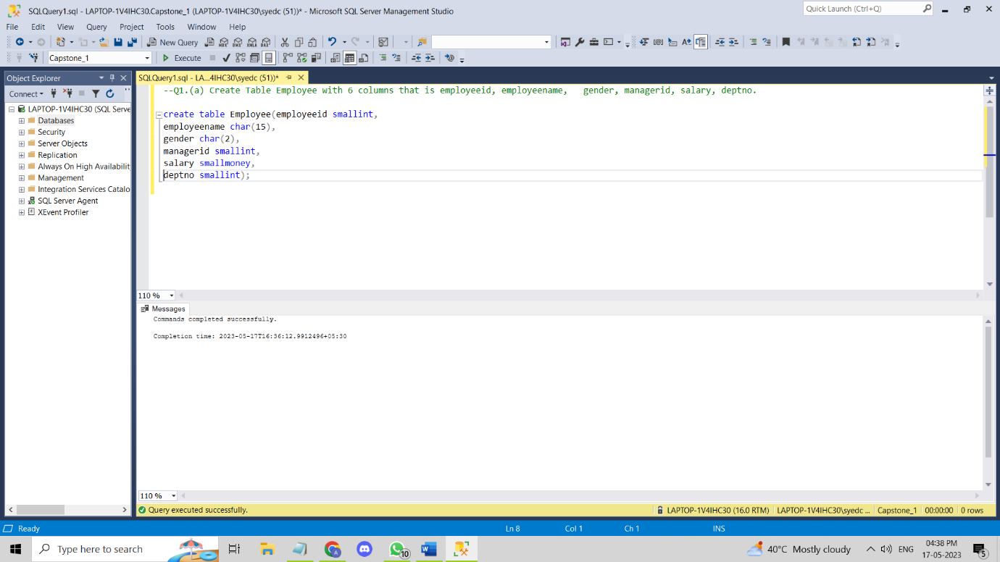 SQLQuery1.sql - LAPTOP-1V4IHC30.Capstone_1 (LAPTOP-1V4IHC30\syedc (51))* - Microsoft SQL Server Management Studio
Quick Launch (Ctrl+Q)
File Edit View Query Project Tools Window Help
New Query
Capstone_1 Execute
Object Explorer
SQLQuery1.sql - LA...4IHC30\syedc (51))*
Connect
LAPTOP-1V4IHC30 (SQL Serve
Databases
Security
Server Objects
Replication
Always On High Availabilit
Management
Integration Services Catalo
SQL Server Agent
XEvent Profiler
--Q1.(a) Create Table Employee with 6 columns that is employeeid, employeename,   gender, managerid, salary, deptno.
create table Employee(employeeid smallint,
employeename char(15),
gender char(2),
managerid smallint,
salary smallmoney,
deptno smallint);
110 %
Messages
Commands completed successfully.
Completion time: 2023-05-17T16:36:12.9912496+05:30
110 %
Query executed successfully. LAPTOP-1V4IHC30 (16.0 RTM) LAPTOP-1V4IHC30\syedc ... Capstone_1 00:00:00 0 rows
Ready Ln 8 Col 1 Ch 1 INS
Type here to search 10 40°C Mostly cloudy ENG 04:38 PM
17-05-2023 5